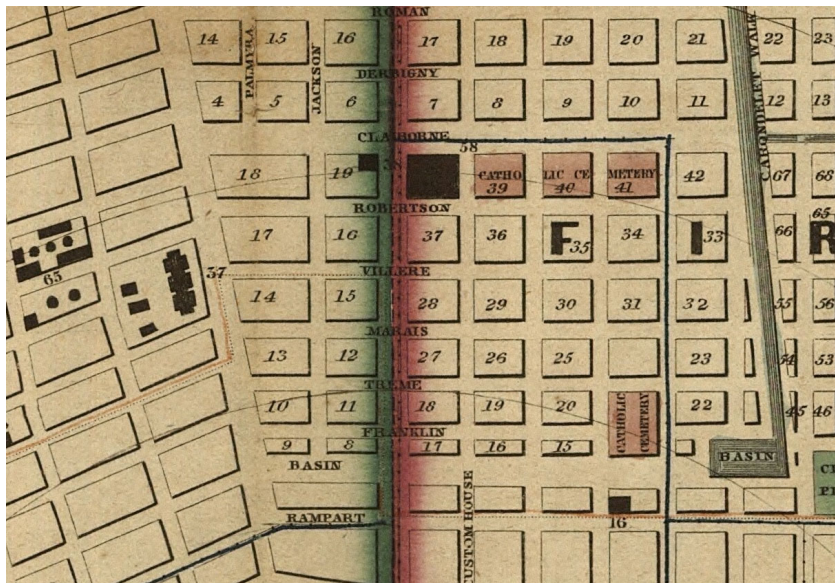 ROMAN
14 15 16 17 18 19 20 21 22 23
PALMYRA
JACKSON
CARONDELET WALK
DERBIGNY
4 5 6 7 8 9 10 11 12 13
CLAIBORNE
58
18 19 38 CATHO LIC CE METERY 42 67 68
39 40 41
ROBERTSON
65
17 16 37 36 F 35 34 I 33 66 R
63
37
VILLERE
14 15 28 29 30 31 32 55 56
MARAIS
13 12 27 26 25 23 54 53
TREME
10 11 18 19 20 CATHOLIC CEMETERY 22 45 46
FRANKLIN
9 8 17 16 15
BASIN
BASIN
CUSTOM HOUSE
RAMPART
16